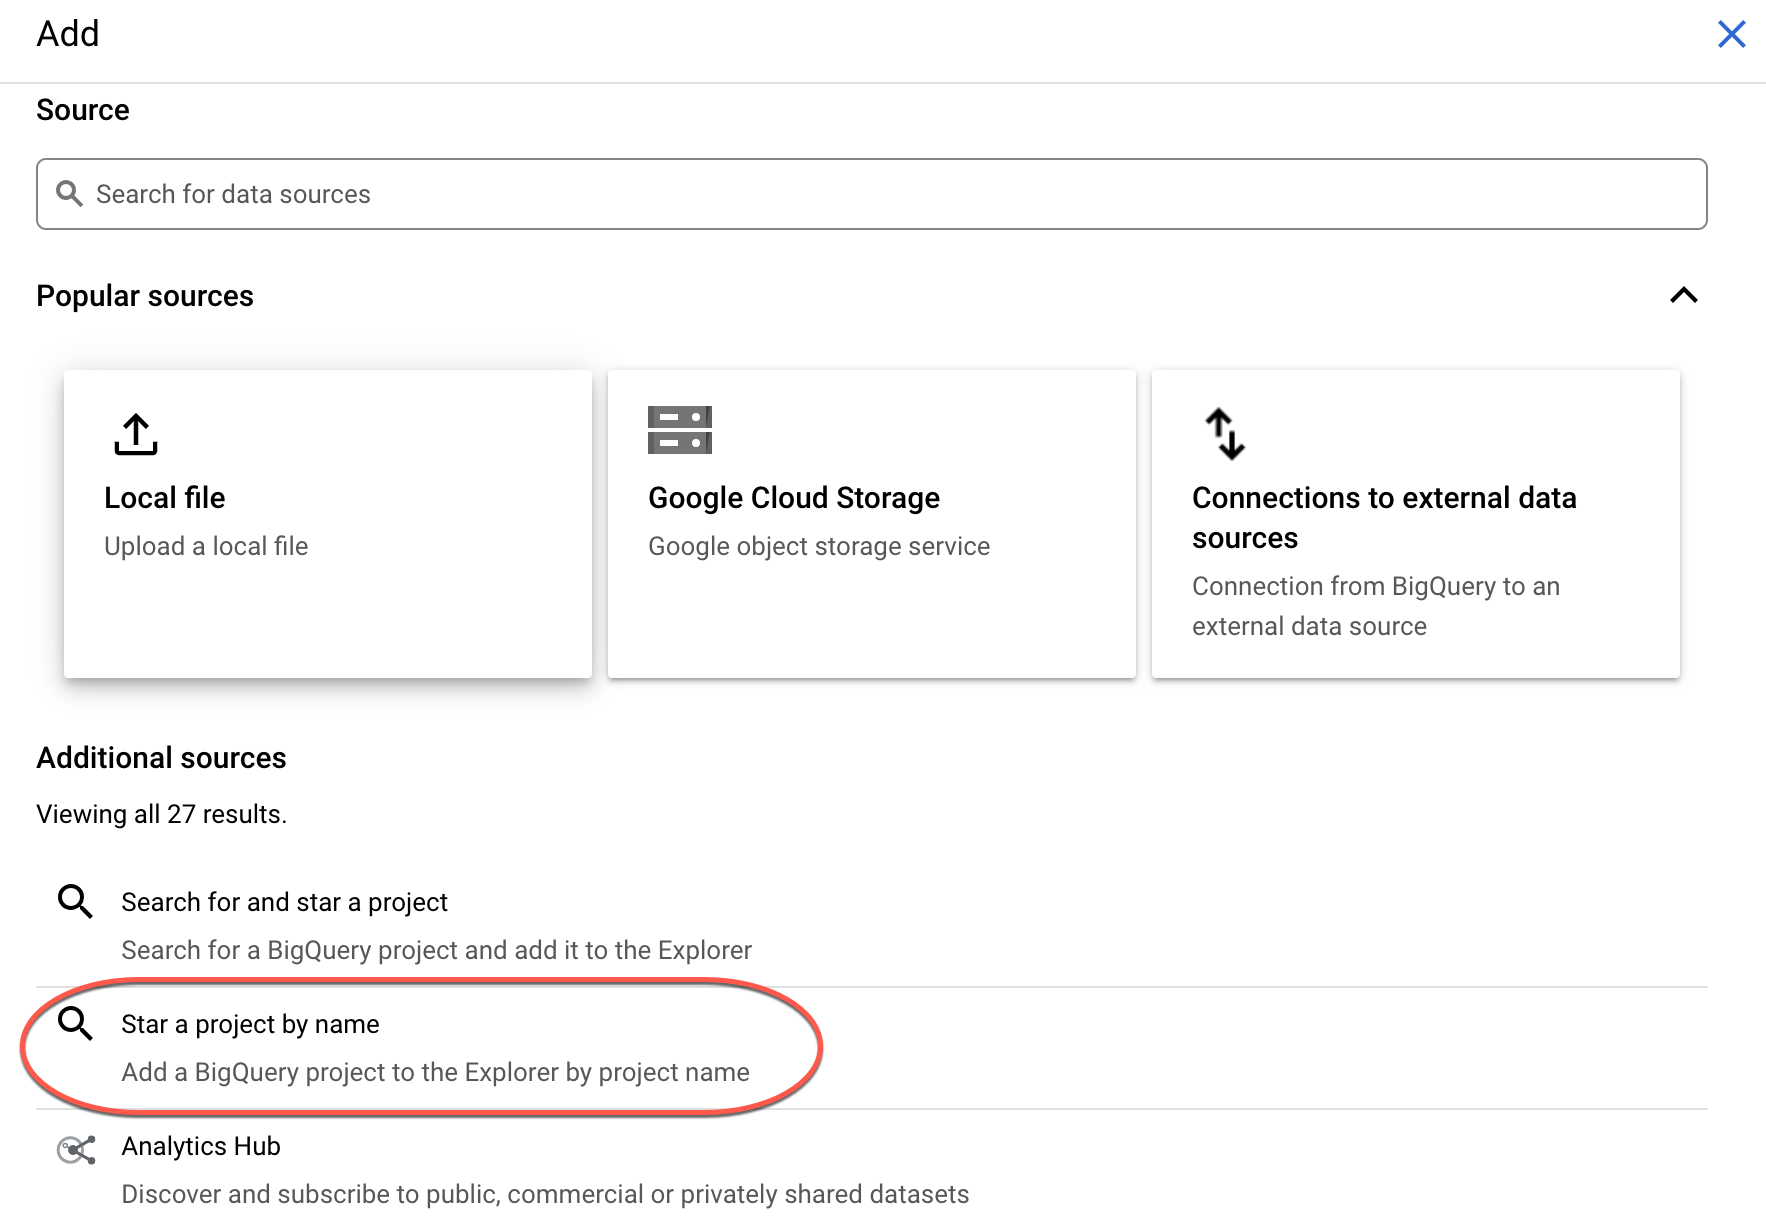 Add
Source
Search for data sources
Popular sources
Local file
Upload a local file
Google Cloud Storage
Google object storage service
Connections to external data
sources
Connection from BigQuery to an
external data source
Additional sources
Viewing all 27 results.
Search for and star a project
Search for a BigQuery project and add it to the Explorer
Star a project by name
Add a BigQuery project to the Explorer by project name
Analytics Hub
Discover and subscribe to public, commercial or privately shared datasets